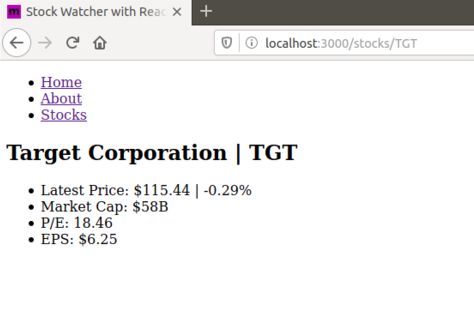 m Stock Watcher with Reac
localhost:3000/stocks/TGT
Home
About
Stocks
Target Corporation | TGT
Latest Price: $115.44 | -0.29%
Market Cap: $58B
P/E: 18.46
EPS: $6.25